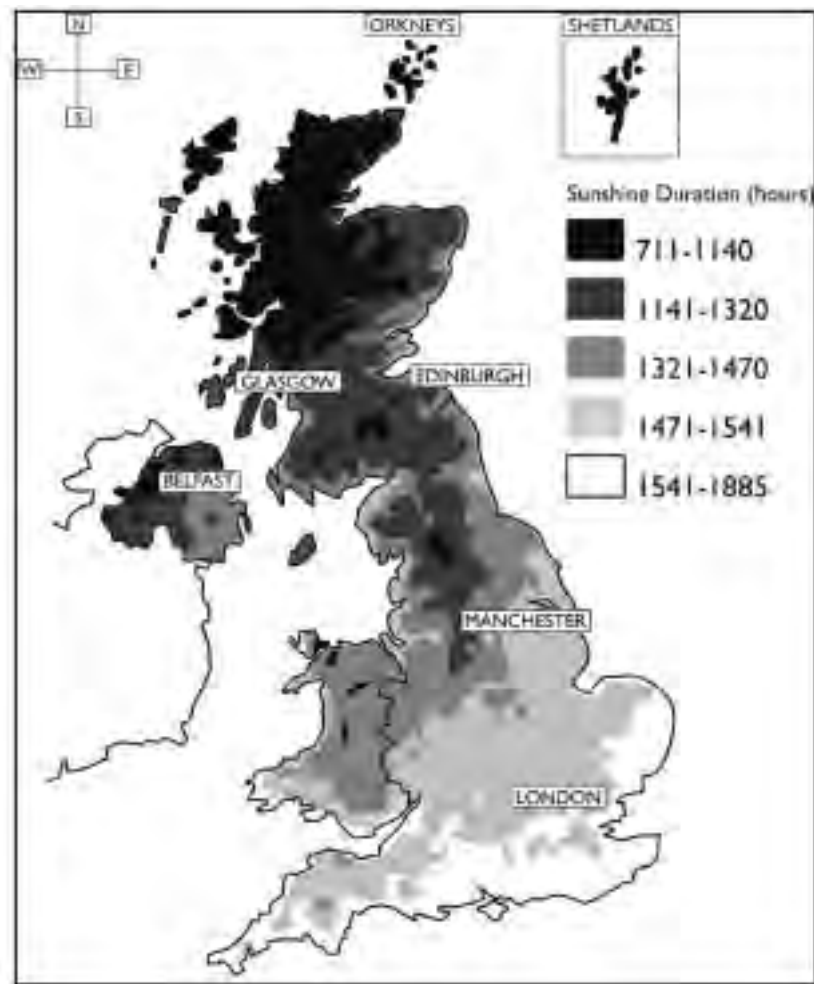 N
ORKNEYS
SHETLANDS
W
E
S
Sunshine Duration (hours)
711-1140
1141-1320
1321-1470
1471-1541
1541-1885
GLASGOW
EDINBURGH
BELFAST
MANCHESTER
LONDON